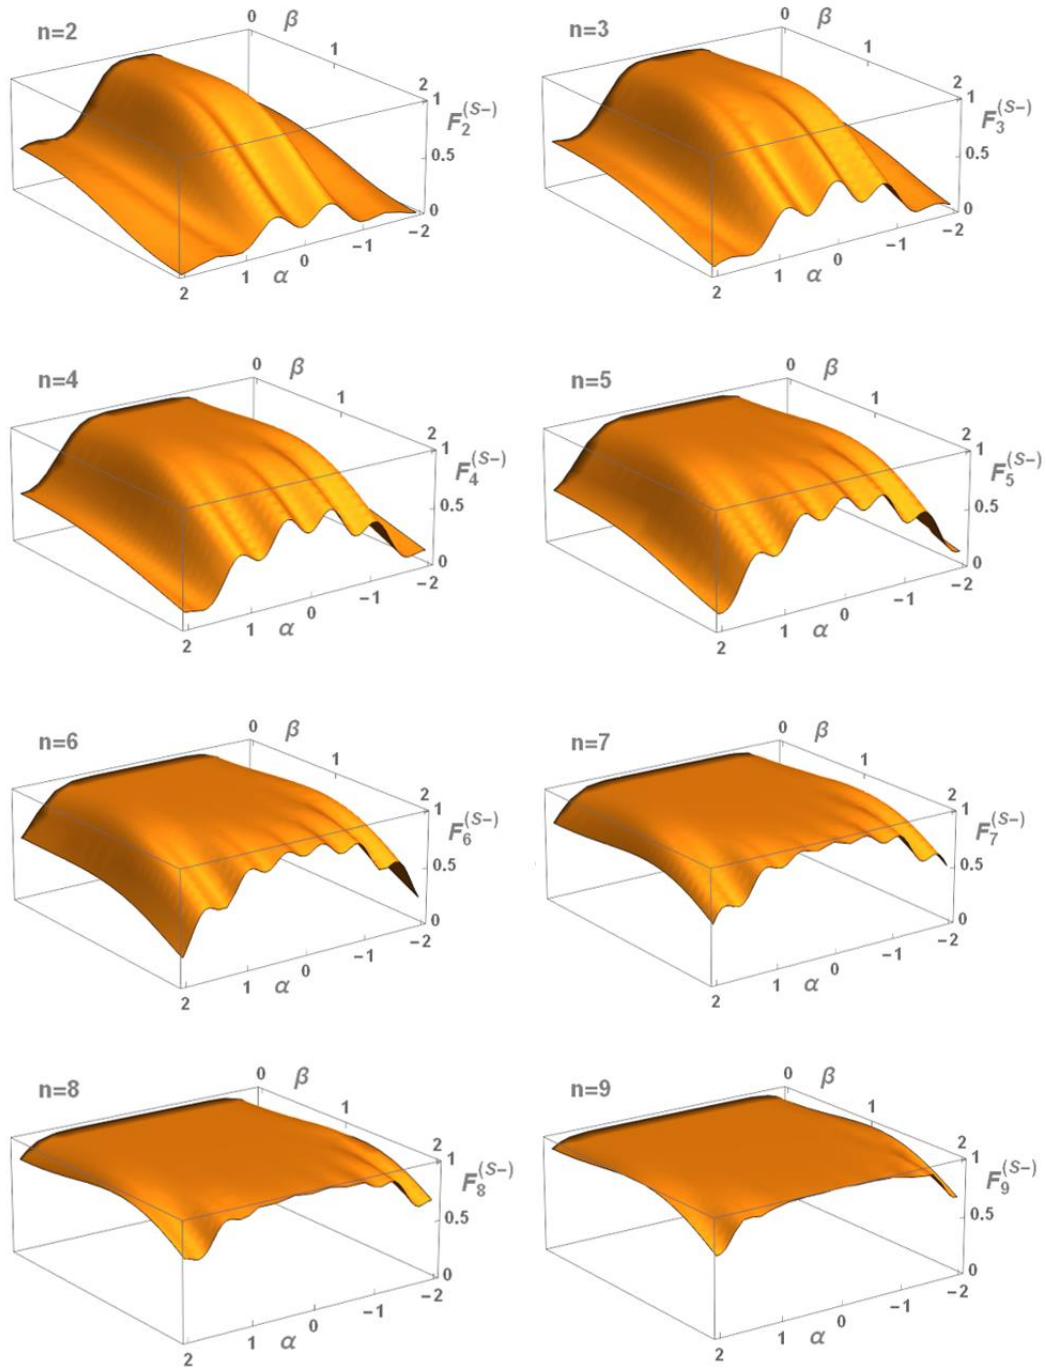 n=2 0 β 1 2 1 F_2^{(S-)} 0.5 0 -2 -1 0 1 α 2
n=3 0 β 1 2 1 F_3^{(S-)} 0.5 0 -2 -1 0 1 α 2
n=4 0 β 1 2 1 F_4^{(S-)} 0.5 0 -2 -1 0 1 α 2
n=5 0 β 1 2 1 F_5^{(S-)} 0.5 0 -2 -1 0 1 α 2
n=6 0 β 1 2 1 F_6^{(S-)} 0.5 0 -2 -1 0 1 α 2
n=7 0 β 1 2 1 F_7^{(S-)} 0.5 0 -2 -1 0 1 α 2
n=8 0 β 1 2 1 F_8^{(S-)} 0.5 0 -2 -1 0 1 α 2
n=9 0 β 1 2 1 F_9^{(S-)} 0.5 0 -2 -1 0 1 α 2